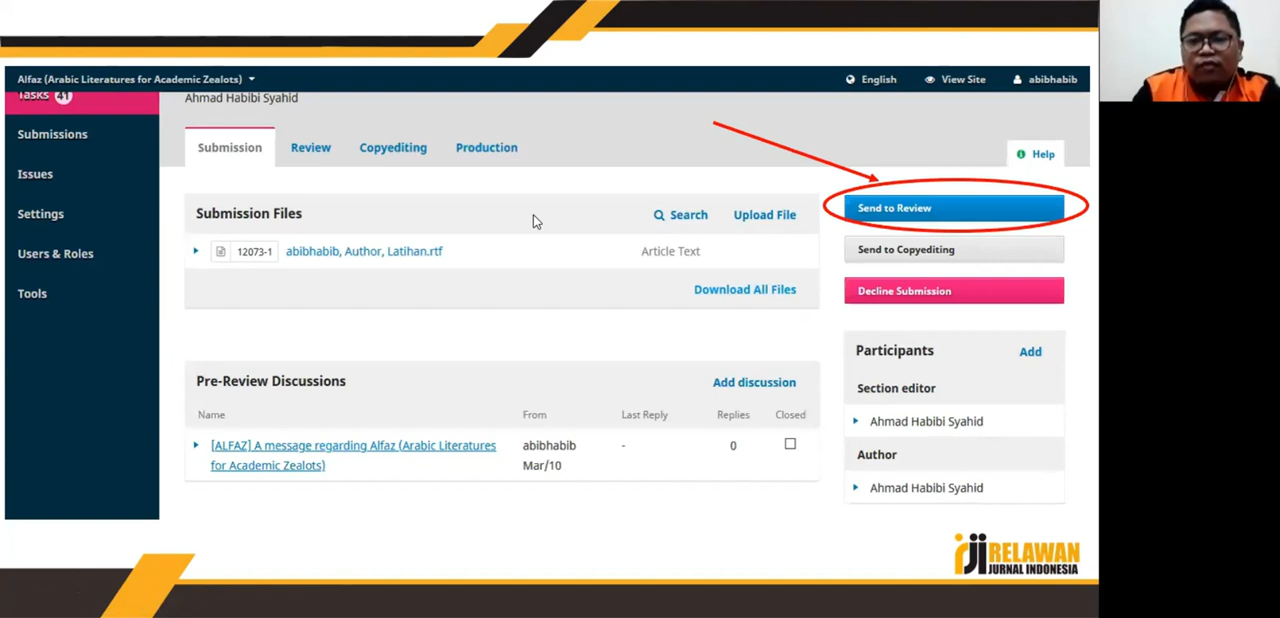 Alfaz (Arabic Literatures for Academic Zealots)
English
View Site
abibhabib
Tasks 41
Ahmad Habibi Syahid
Submissions
Issues
Settings
Users & Roles
Tools
Submission Review Copyediting Production
Help
Submission Files
Search Upload File
12073-1 abibhabib, Author, Latihan.rtf Article Text
Download All Files
Send to Review
Send to Copyediting
Decline Submission
Pre-Review Discussions
Add discussion
Name From Last Reply Replies Closed
[ALFAZ] A message regarding Alfaz (Arabic Literatures abibhabib - 0
for Academic Zealots) Mar/10
Participants Add
Section editor
Ahmad Habibi Syahid
Author
Ahmad Habibi Syahid
rji RELAWAN
JURNAL INDONESIA